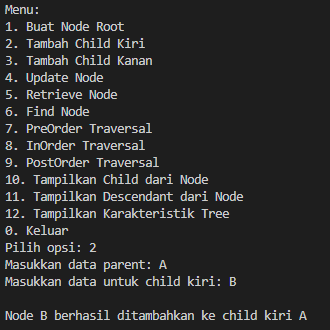 Menu:
1. Buat Node Root
2. Tambah Child Kiri
3. Tambah Child Kanan
4. Update Node
5. Retrieve Node
6. Find Node
7. PreOrder Traversal
8. InOrder Traversal
9. PostOrder Traversal
10. Tampilkan Child dari Node
11. Tampilkan Descendant dari Node
12. Tampilkan Karakteristik Tree
0. Keluar
Pilih opsi: 2
Masukkan data parent: A
Masukkan data untuk child kiri: B
Node B berhasil ditambahkan ke child kiri A